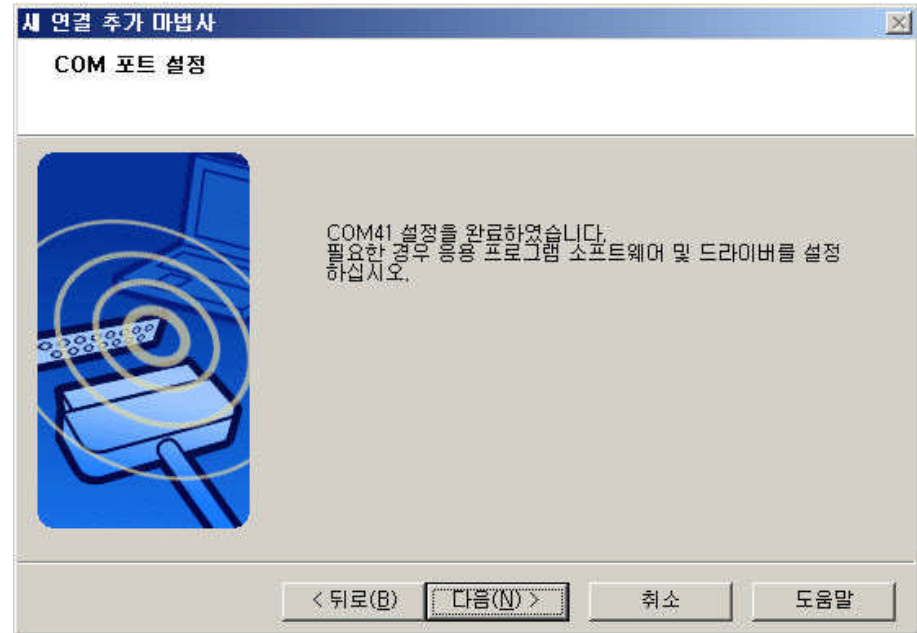 새 연결 추가 마법사
COM 포트 설정
COM41 설정을 완료하였습니다.
필요한 경우 응용 프로그램 소프트웨어 및 드라이버를 설정
하십시오.
< 뒤로(B)
다음(N) >
취소
도움말